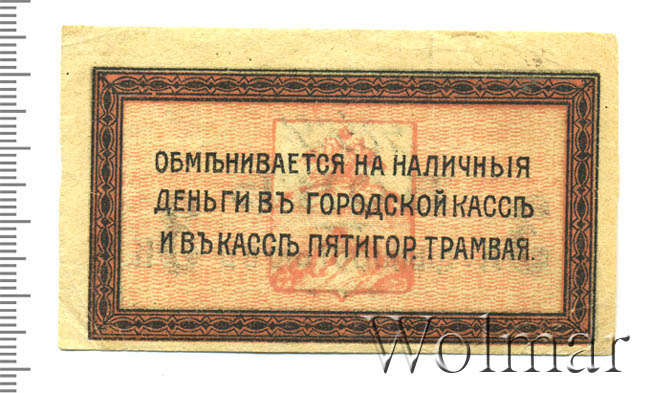 ОБМѢНИВАЕТСЯ НА НАЛИЧНЫЯ
ДЕНЬГИ ВЪ ГОРОДСКОЙ КАССѢ
И ВЪ КАССѢ ПЯТИГОР. ТРАМВАЯ.
Wolmar